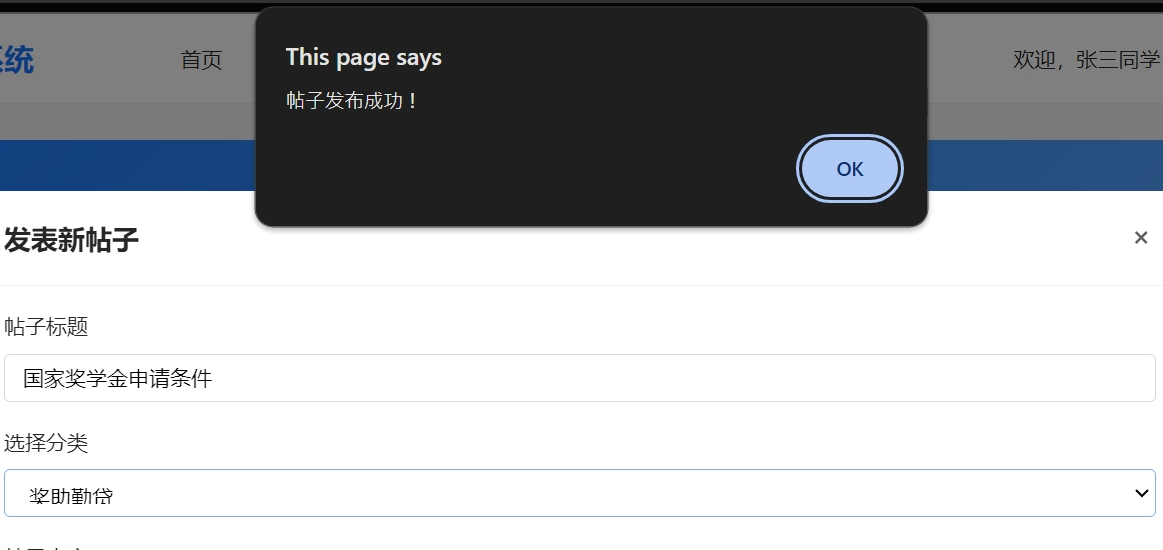 统
首页
欢迎，张三同学
This page says
帖子发布成功！
OK
发表新帖子
×
帖子标题
国家奖学金申请条件
选择分类
奖助勤贷